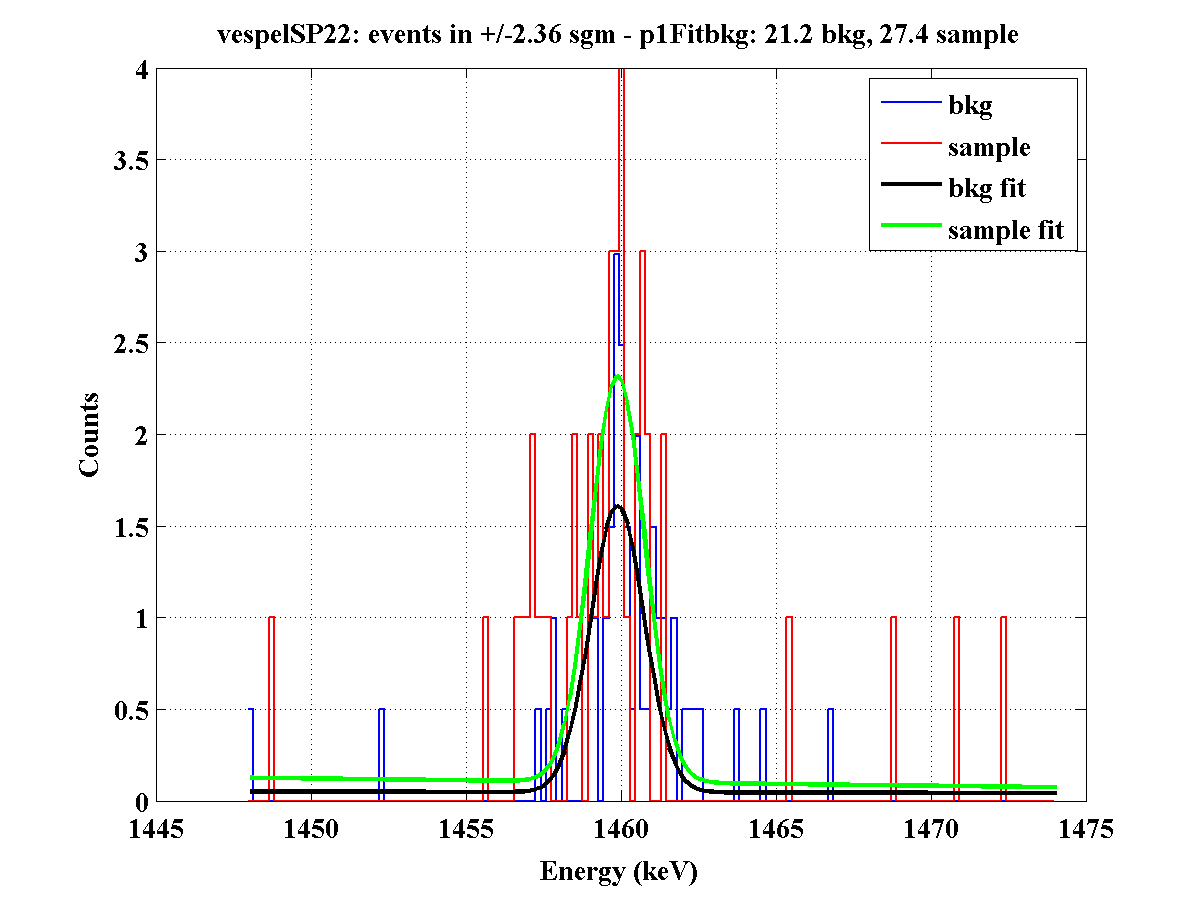 vespelSP22: events in +/-2.36 sgm - p1Fitbkg: 21.2 bkg, 27.4 sample
4
3.5
3
2.5
2
1.5
1
0.5
0
Counts
bkg
sample
bkg fit
sample fit
1445 1450 1455 1460 1465 1470 1475
Energy (keV)